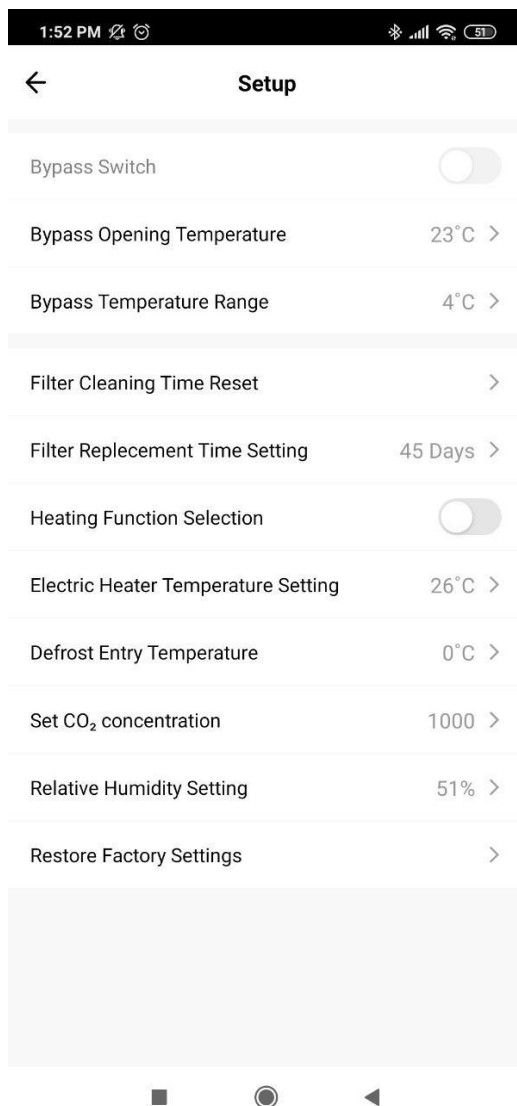 1:52 PM 51
Setup
Bypass Switch
Bypass Opening Temperature 23°C >
Bypass Temperature Range 4°C >
Filter Cleaning Time Reset >
Filter Replecement Time Setting 45 Days >
Heating Function Selection
Electric Heater Temperature Setting 26°C >
Defrost Entry Temperature 0°C >
Set CO₂ concentration 1000 >
Relative Humidity Setting 51% >
Restore Factory Settings >